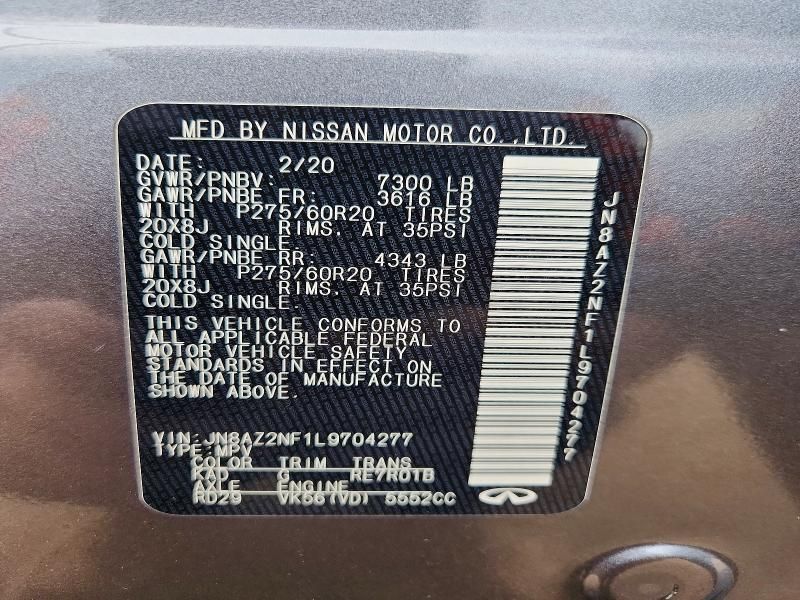 MFD BY NISSAN MOTOR CO.,LTD.
DATE: 2/20
GVWR/PNBV: 7300 LB
GAWR/PNBE FR: 3616 LB
WITH P275/60R20 TIRES
20X8J RIMS. AT 35PSI
COLD SINGLE.
GAWR/PNBE RR: 4343 LB
WITH P275/60R20 TIRES
20X8J RIMS. AT 35PSI
COLD SINGLE.
THIS VEHICLE CONFORMS TO
ALL APPLICABLE FEDERAL
MOTOR VEHICLE SAFETY
STANDARDS IN EFFECT ON
THE DATE OF MANUFACTURE
SHOWN ABOVE.
VIN: JN8AZ2NF1L9704277
TYPE: MPV
COLOR TRIM TRANS
KAD G RE7R01B
AXLE ENGINE
RD29 VK56(VD) 5552CC
JN8AZ2NF1L9704277